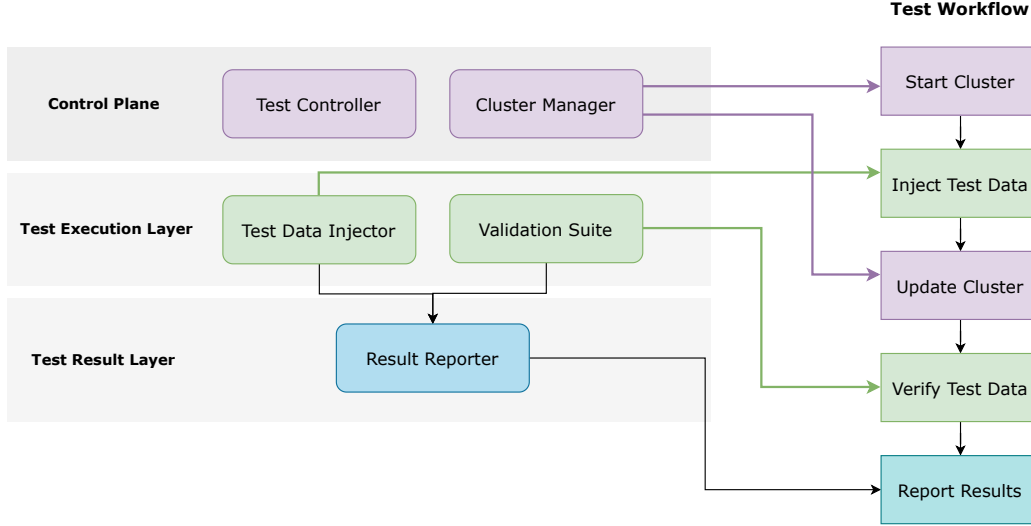 Test Workflow
Control Plane
Test Controller
Cluster Manager
Start Cluster
Inject Test Data
Test Execution Layer
Test Data Injector
Validation Suite
Update Cluster
Test Result Layer
Result Reporter
Verify Test Data
Report Results